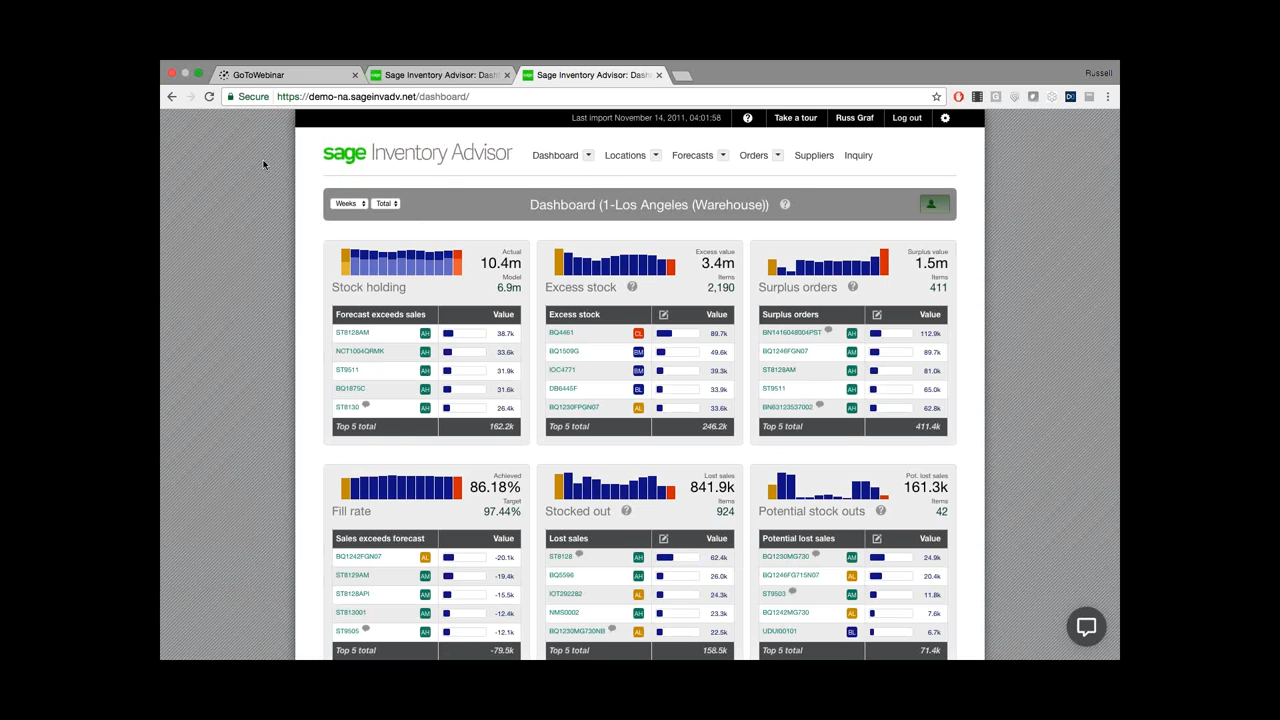 GoToWebinar
Sage Inventory Advisor: Dash
Sage Inventory Advisor: Dash
Russell
Secure https://demo-na.sageinvadv.net/dashboard/
Last import November 14, 2011, 04:01:58 ? Take a tour Russ Graf Log out
sage Inventory Advisor Dashboard Locations Forecasts Orders Suppliers Inquiry
Weeks Total Dashboard (1-Los Angeles (Warehouse)) ?
Actual
10.4m
Model
Stock holding 6.9m
Forecast exceeds sales Value
ST8128AM AH 38.7k
NCT1004QRMK AH 33.6k
ST9511 AH 31.9k
BQ1875C AH 31.6k
ST8130 AH 26.4k
Top 5 total 162.2k
Excess value
3.4m
Items
Excess stock ? 2,190
Excess stock Value
BQ4461 CL 89.7k
BQ1509G BM 49.6k
IOC4771 BM 39.3k
DB6445F BL 33.9k
BQ1230FPGN07 AL 33.6k
Top 5 total 246.2k
Surplus value
1.5m
Items
Surplus orders ? 411
Surplus orders Value
BN1416048004PST AH 112.9k
BQ1246FGN07 AM 89.7k
ST8128AM AH 81.0k
ST9511 AH 65.0k
BN63123537002 AH 62.8k
Top 5 total 411.4k
Achieved
86.18%
Target
Fill rate 97.44%
Sales exceeds forecast Value
BQ1242FGN07 AL -20.1k
ST8129AM AM -19.4k
ST8128API AM -15.5k
ST813001 AM -12.4k
ST9505 AH -12.1k
Top 5 total -79.5k
Lost sales
841.9k
Items
Stocked out ? 924
Lost sales Value
ST8128 AH 62.4k
BQ5596 AH 26.0k
IOT292282 AL 24.3k
NMS0002 AH 23.3k
BQ1230MG730NB AL 22.5k
Top 5 total 158.5k
Pot. lost sales
161.3k
Items
Potential stock outs ? 42
Potential lost sales Value
BQ1230MG730 AM 24.9k
BQ1246FG715N07 AL 20.4k
ST9503 AM 11.8k
BQ1242MG730 AL 7.6k
UDUI00101 BL 6.7k
Top 5 total 71.4k